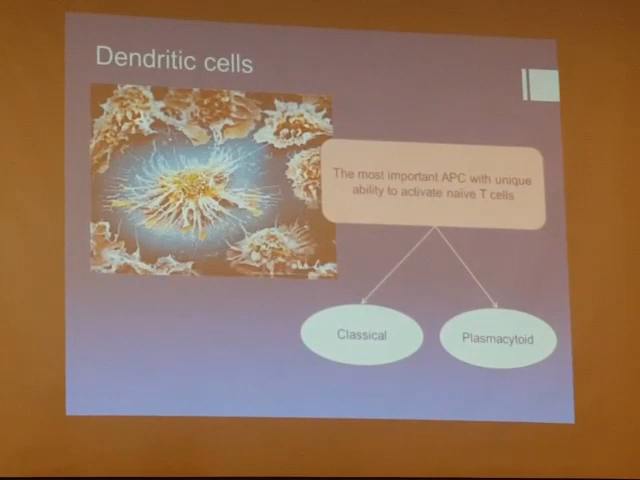 Dendritic cells
The most important APC with unique
ability to activate naive T cells
Classical
Plasmacytoid